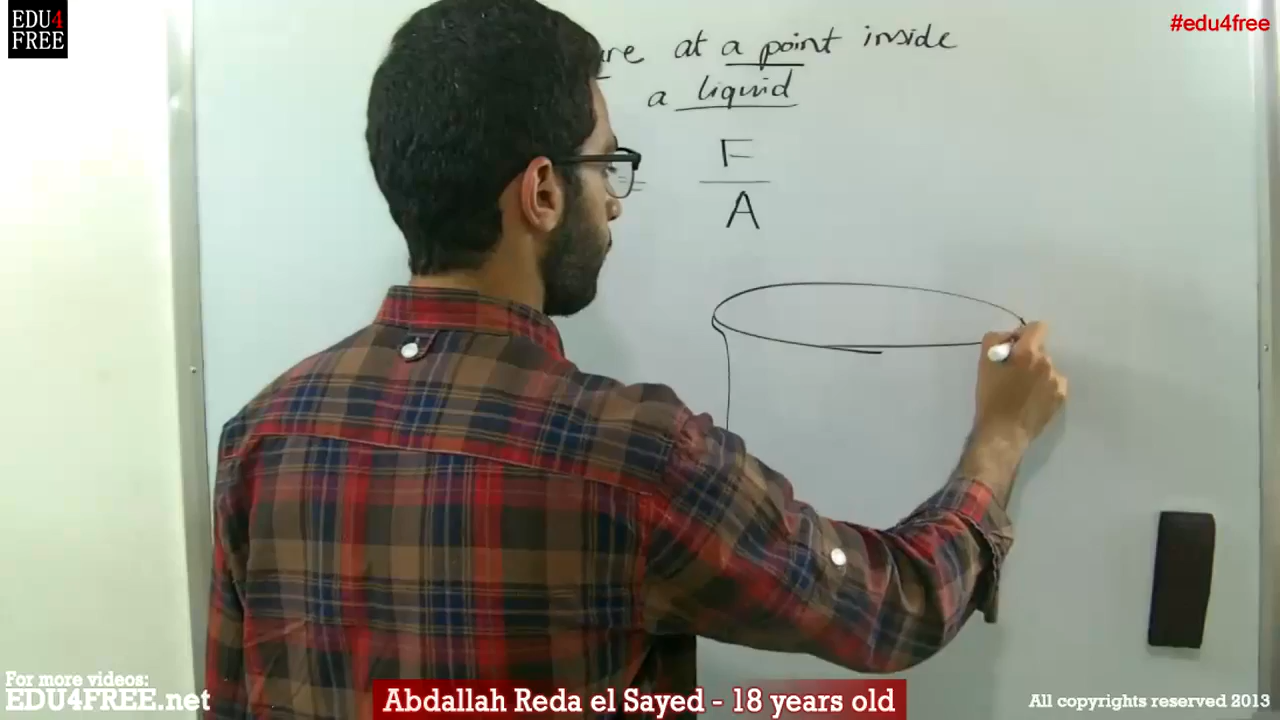 EDU4
FREE
#edu4free
at a point inside
a liquid
=
F
A
For more videos:
EDU4FREE.net
Abdallah Reda el Sayed - 18 years old
All copyrights reserved 2013